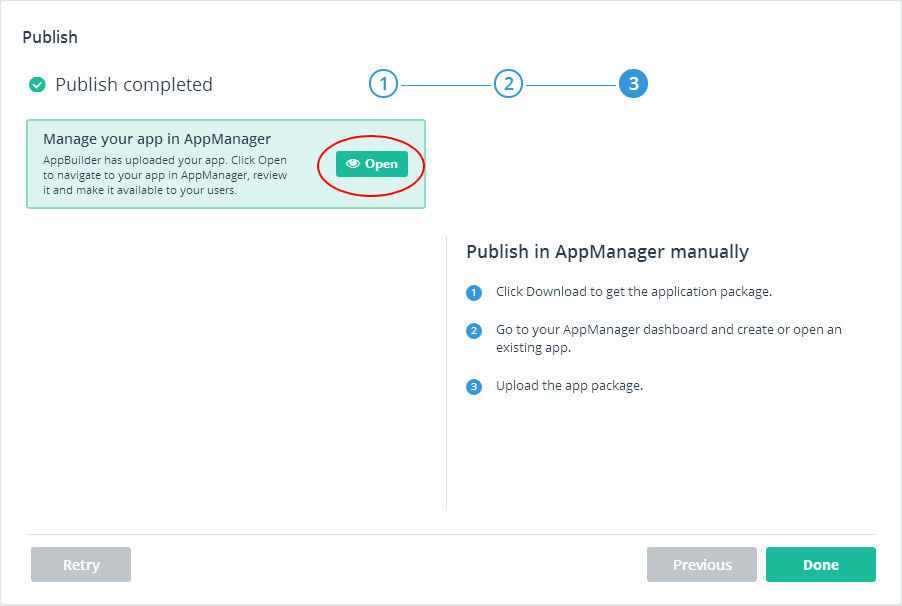 Publish
Publish completed
1
2
3
Manage your app in AppManager
AppBuilder has uploaded your app. Click Open
to navigate to your app in AppManager, review
it and make it available to your users.
Open
Publish in AppManager manually
1 Click Download to get the application package.
2 Go to your AppManager dashboard and create or open an
existing app.
3 Upload the app package.
Retry
Previous
Done